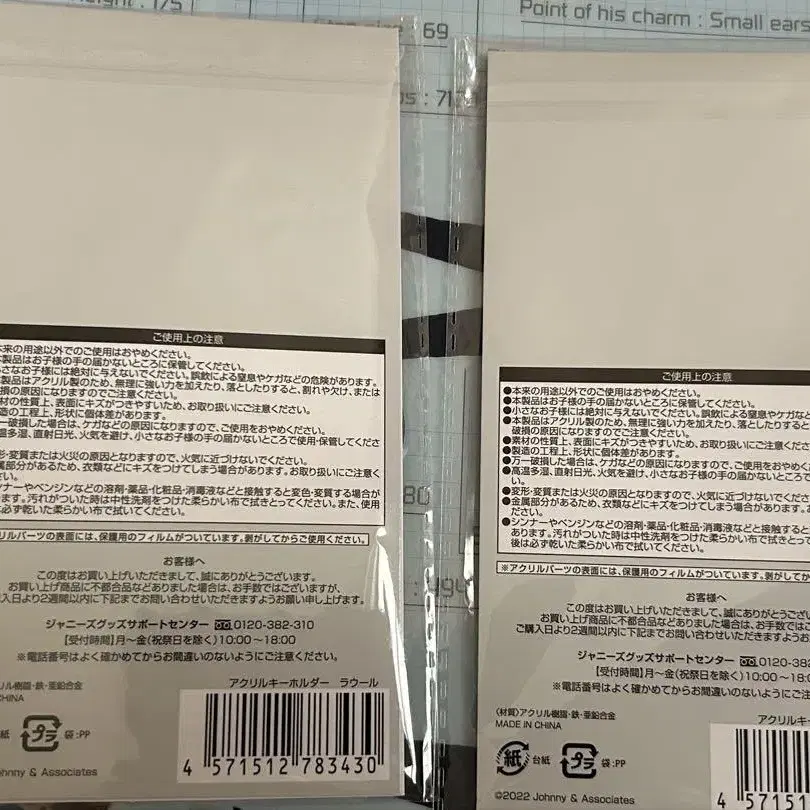 : 175
69
Point of his charm : Small ears
: 71
ご使用上の注意
本来の用途以外でのご使用はおやめください。
本製品はお子様の手の届かないところに保管してください。
小さなお子様には絶対に与えないでください。誤飲による窒息やケガなどの危険があります。
製品はアクリル製のため、無理に強い力を加えたり、落としたりすると、割れや欠け、または
損の原因になりますのでご注意ください。
材の性質上、表面にキズがつきやすいため、お取り扱いにご注意ください。
造の工程上、形状に個体差があります。
一破損した場合は、ケガなどの原因になりますので、ご使用をおやめください。
温多湿、直射日光、火気を避け、小さなお子様の手の届かないところで使用・保管してくださ
。
形・変質または火災の原因となりますので、火気に近づけないでください。
属部分があるため、衣類などにキズをつけてしまう場合があります。お取り扱いにご注意く
さい。
ンナーやベンジンなどの溶剤・薬品・化粧品・消毒液などと接触すると変色・変質する場合が
ます。汚れがついた時は中性洗剤をつけた柔らかい布で拭きとってください。また、使用
必ず乾いた柔らかい布で拭いてください。
リルパーツの表面には、保護用のフィルムがついています。剥がしてからご使用ください。
お客様へ
この度はお買い上げいただきまして、誠にありがとうございます。
お買い上げ商品に不都合品などありました場合は、お手数ではございますが、
入日より2週間以内に下記までお問い合わせいただきますようお願い申し上げます。
ジャニーズグッズサポートセンター 0120-382-310
【受付時間】月〜金(祝祭日を除く)10:00〜18:00
※電話番号はよく確かめてからお間違いのないようにご注意ください。
リル樹脂・鉄・亜鉛合金
CHINA
アクリルキーホルダー ラウール
紙 プラ 袋:PP
4 571512 783430
ohnny & Associates
80
494
ご使用上の注意
●本来の用途以外でのご使用はおやめください。
●本製品はお子様の手の届かないところに保管してください。
●小さなお子様には絶対に与えないでください。誤飲による窒息やケガな
●本製品はアクリル製のため、無理に強い力を加えたり、落としたりすると
破損の原因になりますのでご注意ください。
●素材の性質上、表面にキズがつきやすいため、お取り扱いにご注意くださ
●製造の工程上、形状に個体差があります。
●万一破損した場合は、ケガなどの原因になりますので、ご使用をおやめく
●高温多湿、直射日光、火気を避け、小さなお子様の手の届かないところで
い。
●変形・変質または火災の原因となりますので、火気に近づけないでください
●金属部分があるため、衣類などにキズをつけてしまう場合があります。お
ださい。
●シンナーやベンジンなどの溶剤・薬品・化粧品・消毒液などと接触すると
あります。汚れがついた時は中性洗剤をつけた柔らかい布で拭きとって
後は必ず乾いた柔らかい布で拭いてください。
※アクリルパーツの表面には、保護用のフィルムがついています。剥がして
お客様へ
この度はお買い上げいただきまして、誠にありがとうござい
お買い上げ商品に不都合品などありました場合は、お手数では
ご購入日より2週間以内に下記までお問い合わせいただきますようお
ジャニーズグッズサポートセンター 0120-382
【受付時間】月〜金(祝祭日を除く)10:00〜18:0
※電話番号はよく確かめてからお間違いのないようにご注
(材質)アクリル樹脂・鉄・亜鉛合金
MADE IN CHINA
アクリルキー
紙 台紙 プラ 袋:PP
4 57151
©2022 Johnny & Associates